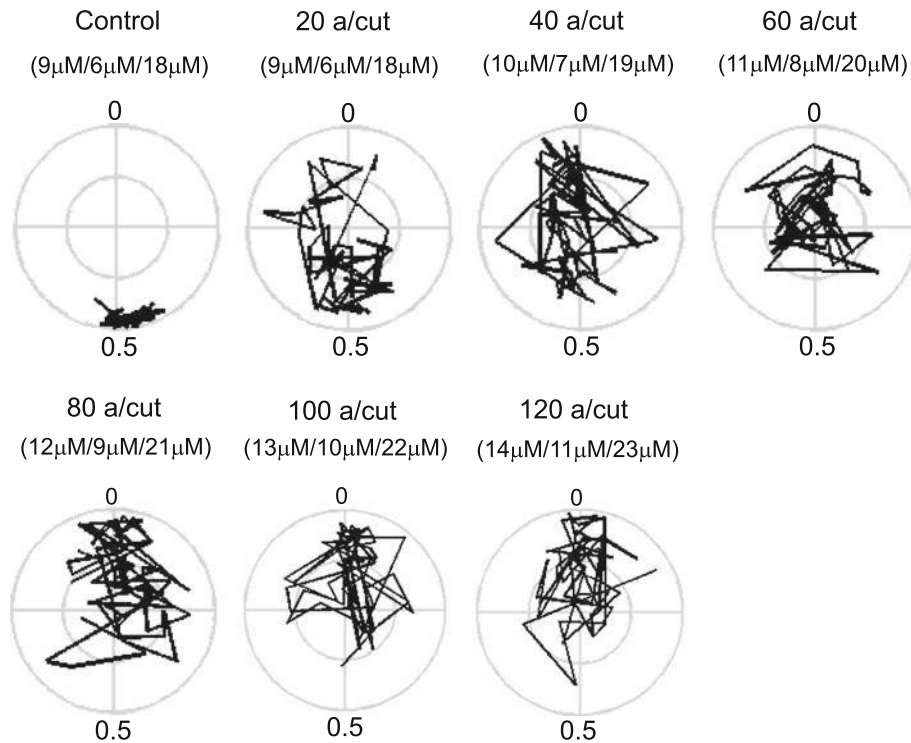 Control 20 a/cut 40 a/cut 60 a/cut
(9μM/6μM/18μM) (9μM/6μM/18μM) (10μM/7μM/19μM) (11μM/8μM/20μM)
0 0 0 0
0.5 0.5 0.5 0.5
80 a/cut 100 a/cut 120 a/cut
(12μM/9μM/21μM) (13μM/10μM/22μM) (14μM/11μM/23μM)
0 0 0
0.5 0.5 0.5